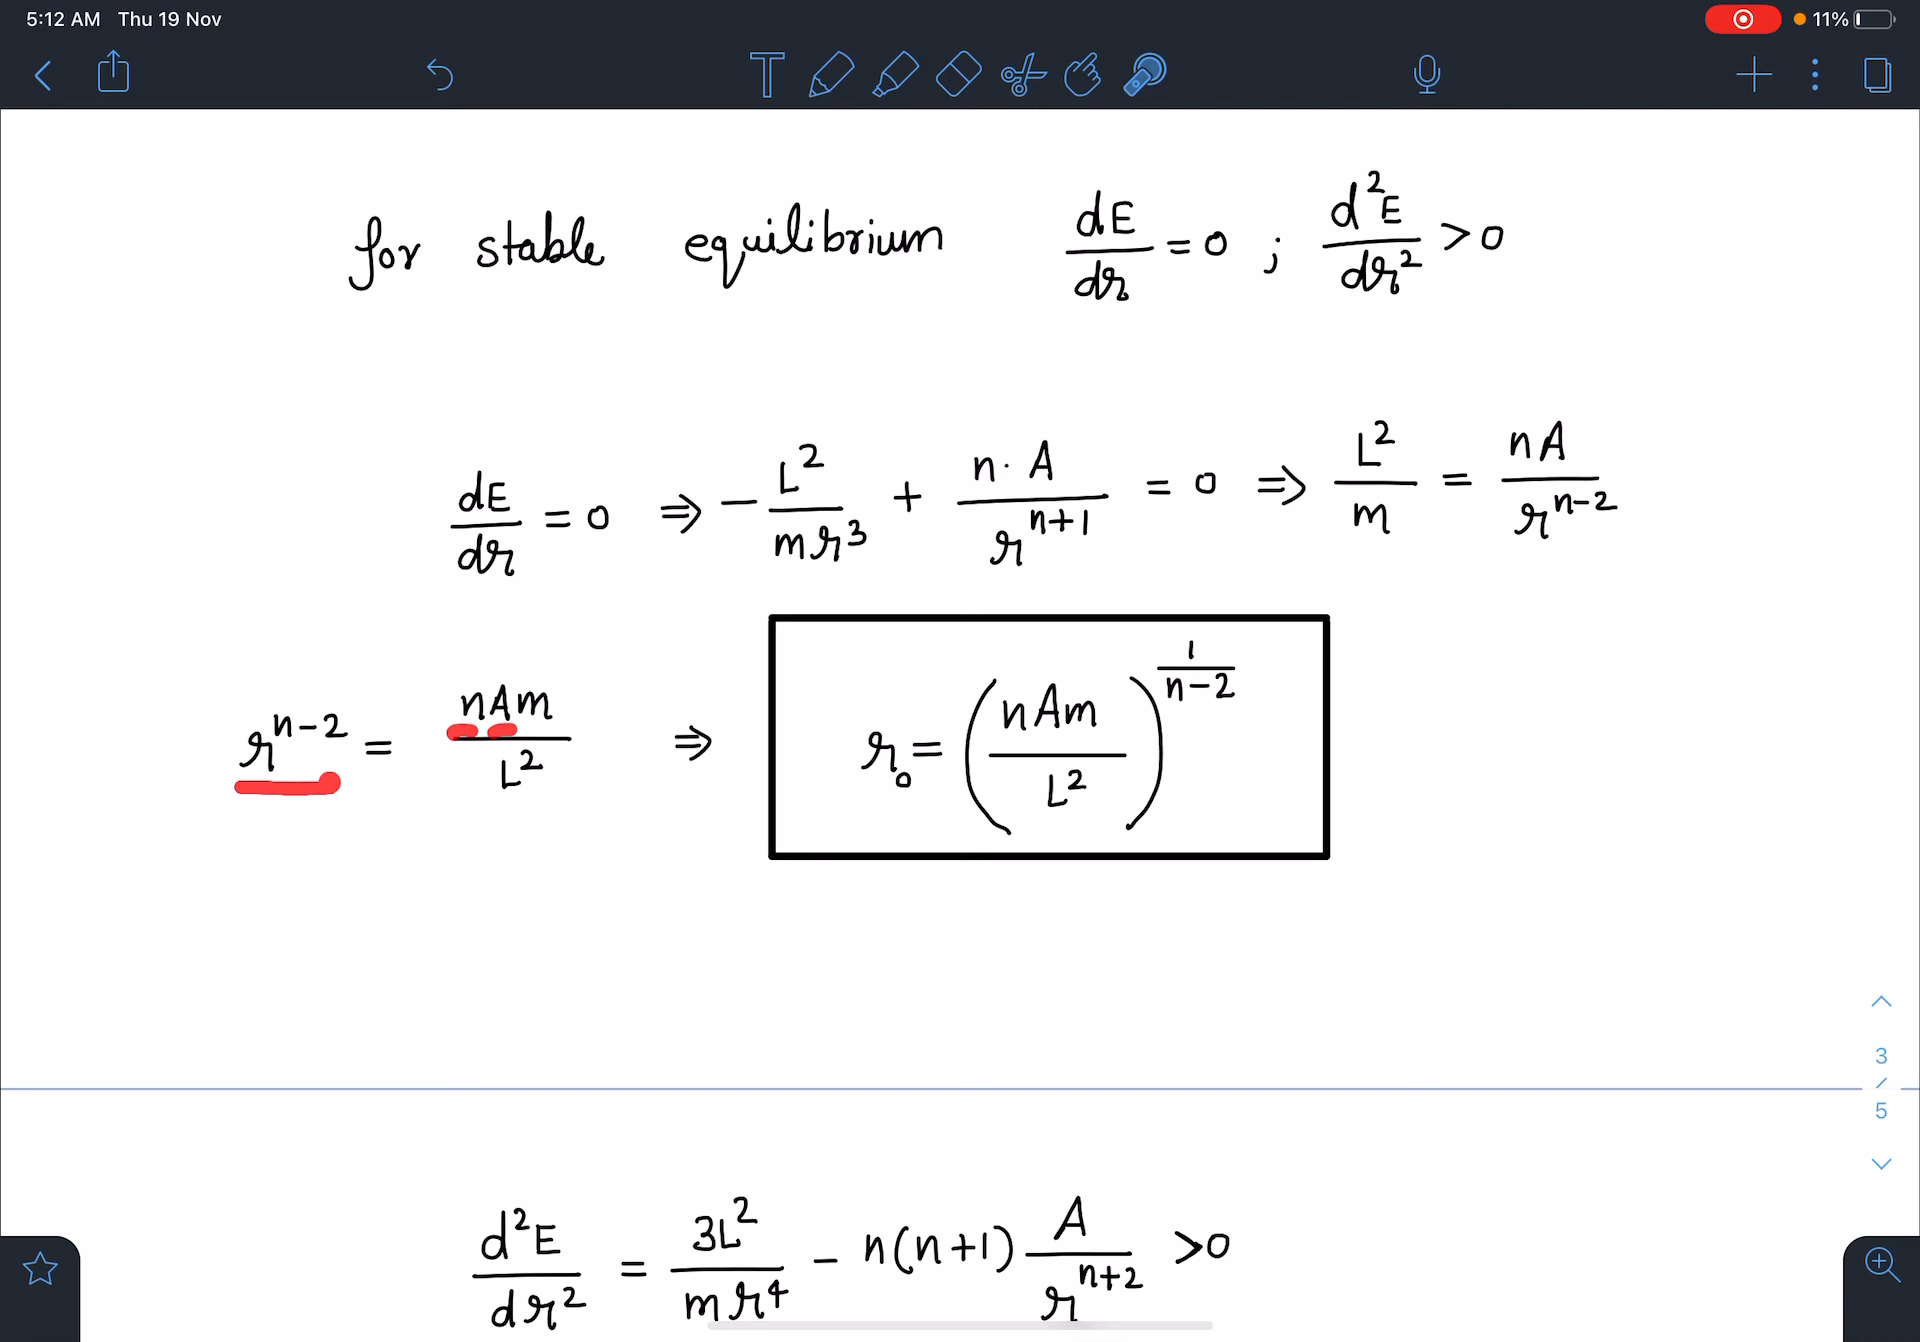 5:12 AM Thu 19 Nov 11%
T
for stable equilibrium dE/dr = 0 ; d²E/dr² > 0
dE/dr = 0 ⇒ - L²/mr³ + n·A/r^(n+1) = 0 ⇒ L²/m = nA/r^(n-2)
r^(n-2) = nAm/L² ⇒ r₀ = (nAm/L²)^(1/(n-2))
3
/
5
d²E/dr² = 3L²/mr⁴ - n(n+1) A/r^(n+2) > 0